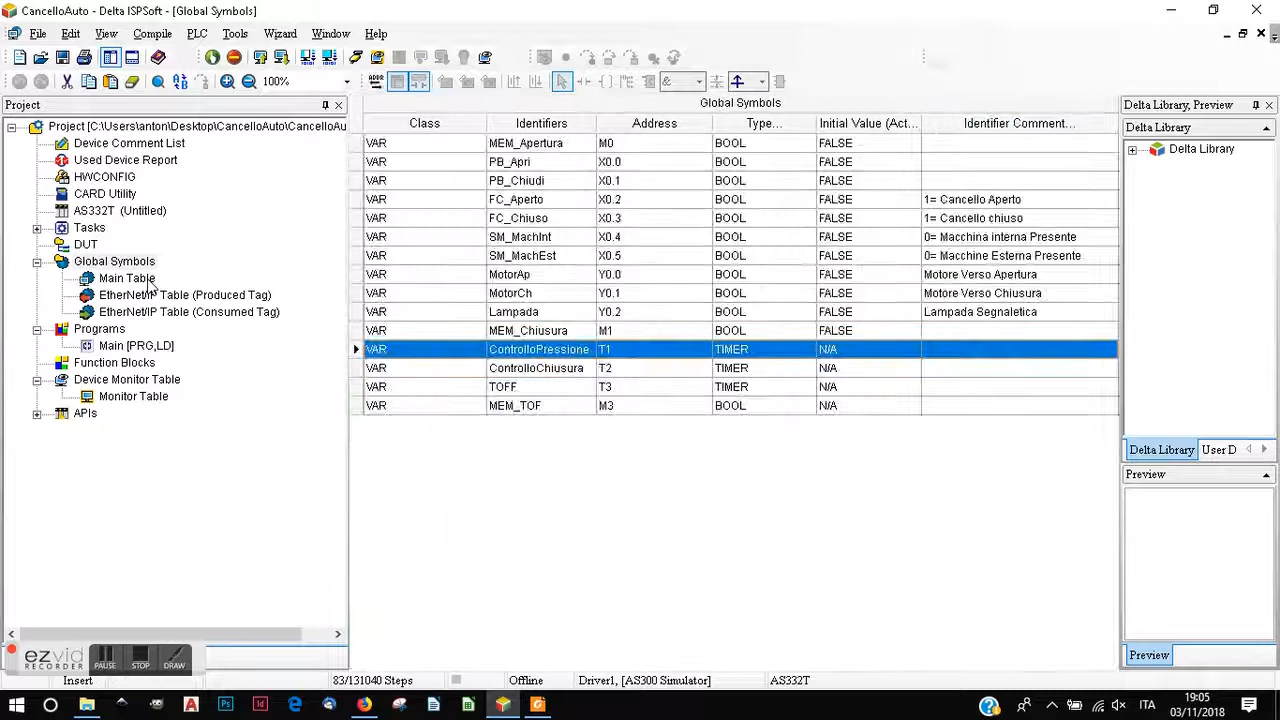 CancelloAuto - Delta ISPSoft - [Global Symbols]
File Edit View Compile PLC Tools Wizard Window Help
100%
&
Project
Project [C:\Users\anton\Desktop\CancelloAuto\CancelloAu
Device Comment List
Used Device Report
HWCONFIG
CARD Utility
AS332T (Untitled)
Tasks
DUT
Global Symbols
Main Table
EtherNet/IP Table (Produced Tag)
EtherNet/IP Table (Consumed Tag)
Programs
Main [PRG,LD]
Function Blocks
Device Monitor Table
Monitor Table
APIs
Global Symbols
Class Identifiers Address Type... Initial Value (Act... Identifier Comment...
VAR MEM_Apertura M0 BOOL FALSE
VAR PB_Apri X0.0 BOOL FALSE
VAR PB_Chiudi X0.1 BOOL FALSE
VAR FC_Aperto X0.2 BOOL FALSE 1= Cancello Aperto
VAR FC_Chiuso X0.3 BOOL FALSE 1= Cancello chiuso
VAR SM_MachInt X0.4 BOOL FALSE 0= Macchina interna Presente
VAR SM_MachEst X0.5 BOOL FALSE 0= Macchine Esterna Presente
VAR MotorAp Y0.0 BOOL FALSE Motore Verso Apertura
VAR MotorCh Y0.1 BOOL FALSE Motore Verso Chiusura
VAR Lampada Y0.2 BOOL FALSE Lampada Segnaletica
VAR MEM_Chiusura M1 BOOL FALSE
VAR ControlloPressione T1 TIMER N/A
VAR ControlloChiusura T2 TIMER N/A
VAR TOFF T3 TIMER N/A
VAR MEM_TOF M3 BOOL N/A
Delta Library, Preview
Delta Library
Delta Library
Delta Library User D
Preview
Preview
ezvid
RECORDER
PAUSE STOP DRAW
Insert 83/131040 Steps Offline Driver1, [AS300 Simulator] AS332T
ITA
19:05
03/11/2018